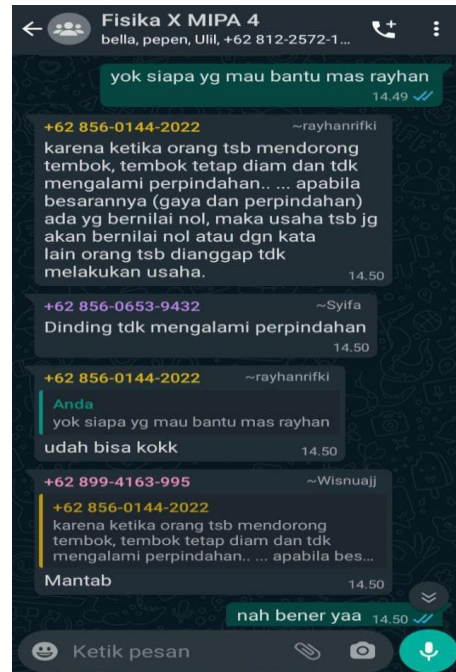 Fisika X MIPA 4
bella, pepen, Ulil, +62 812-2572-1...
yok siapa yg mau bantu mas rayhan
14.49
+62 856-0144-2022 ~rayhanrifki
karena ketika orang tsb mendorong
tembok, tembok tetap diam dan tdk
mengalami perpindahan.. ... apabila
besarannya (gaya dan perpindahan)
ada yg bernilai nol, maka usaha tsb jg
akan bernilai nol atau dgn kata
lain orang tsb dianggap tdk
melakukan usaha. 14.50
+62 856-0653-9432 ~Syifa
Dinding tdk mengalami perpindahan
14.50
+62 856-0144-2022 ~rayhanrifki
Anda
yok siapa yg mau bantu mas rayhan
udah bisa kokk 14.50
+62 899-4163-995 ~Wisnuajj
+62 856-0144-2022
karena ketika orang tsb mendorong
tembok, tembok tetap diam dan tdk
mengalami perpindahan.. ... apabila bes...
Mantab 14.50
nah bener yaa 14.50
Ketik pesan